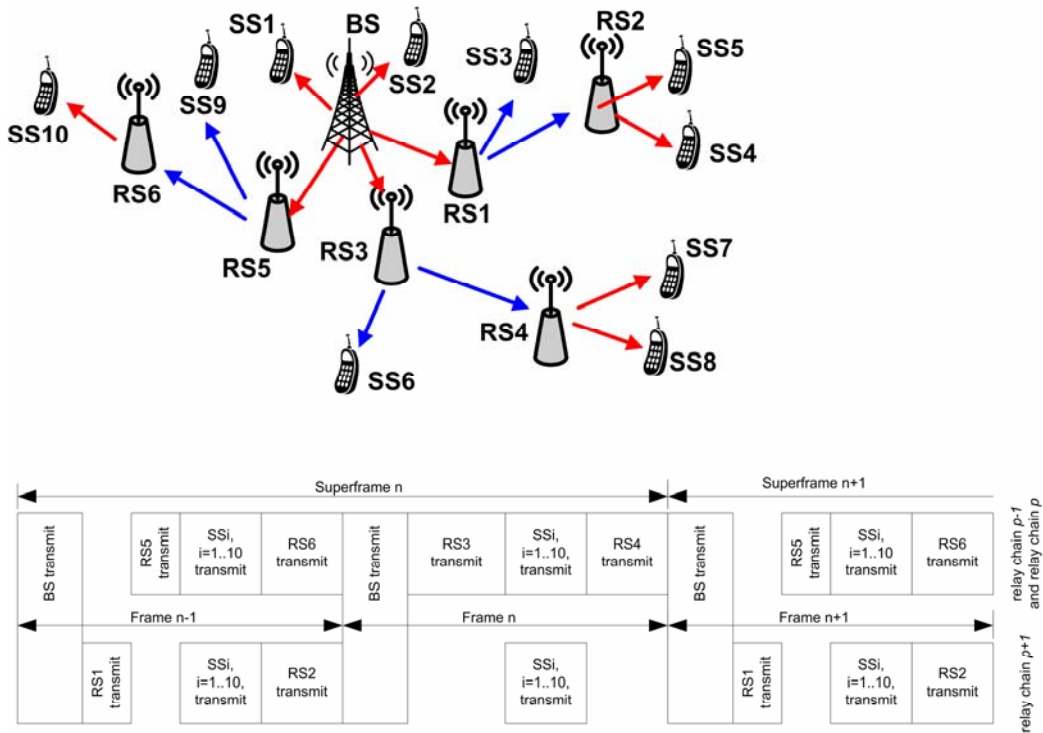 SS1
BS
SS2
SS3
RS2
SS5
SS9
SS10
SS4
RS6
RS1
RS5
RS3
SS7
RS4
SS8
SS6
Superframe n
Superframe n+1
BS transmit
RS5
transmit
SSi,
i=1..10
transmit
RS6
transmit
BS transmit
RS3
transmit
SSi,
i=1..10,
transmit
RS4
transmit
BS transmit
RS5
transmit
SSi,
i=1..10
transmit
RS6
transmit
relay chain p-1
and relay chain p
Frame n-1
Frame n
Frame n+1
RS1
transmit
SSi,
i=1..10,
transmit
RS2
transmit
SSi,
i=1..10,
transmit
RS1
transmit
SSi,
i=1..10,
transmit
RS2
transmit
relay chain p+1